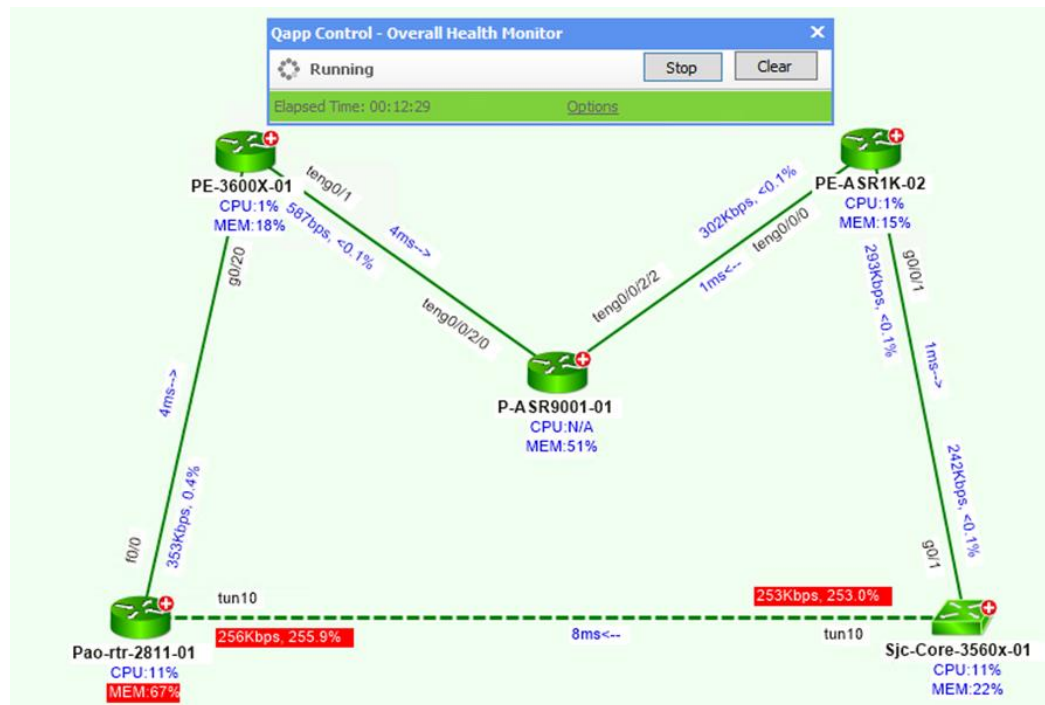 Qapp Control - Overall Health Monitor
Running
Stop
Clear
Elapsed Time: 00:12:29
Options
PE-3600X-01
CPU:1%
MEM:18%
teng0/1
587bps, <0.1%
4ms-->
g0/20
PE-ASR1K-02
CPU:1%
MEM:15%
302Kbps, <0.1%
teng0/0/0
1ms<--
teng0/0/2/2
g0/0/1
293Kbps, <0.1%
teng0/0/2/0
1ms-->
P-ASR9001-01
CPU:N/A
MEM:51%
4ms-->
353Kbps, 0.4%
f0/0
242Kbps, <0.1%
g0/1
tun10
256Kbps, 255.9%
8ms<--
253Kbps, 253.0%
tun10
Pao-rtr-2811-01
CPU:11%
MEM:67%
Sjc-Core-3560x-01
CPU:11%
MEM:22%